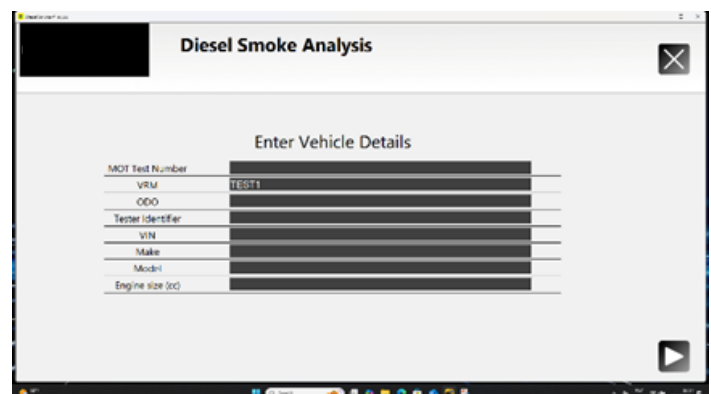 Diesel Smoke Analysis
Enter Vehicle Details
MOT Test Number
VRM TEST1
ODO
Tester Identifier
VIN
Make
Model
Engine size (cc)
Search